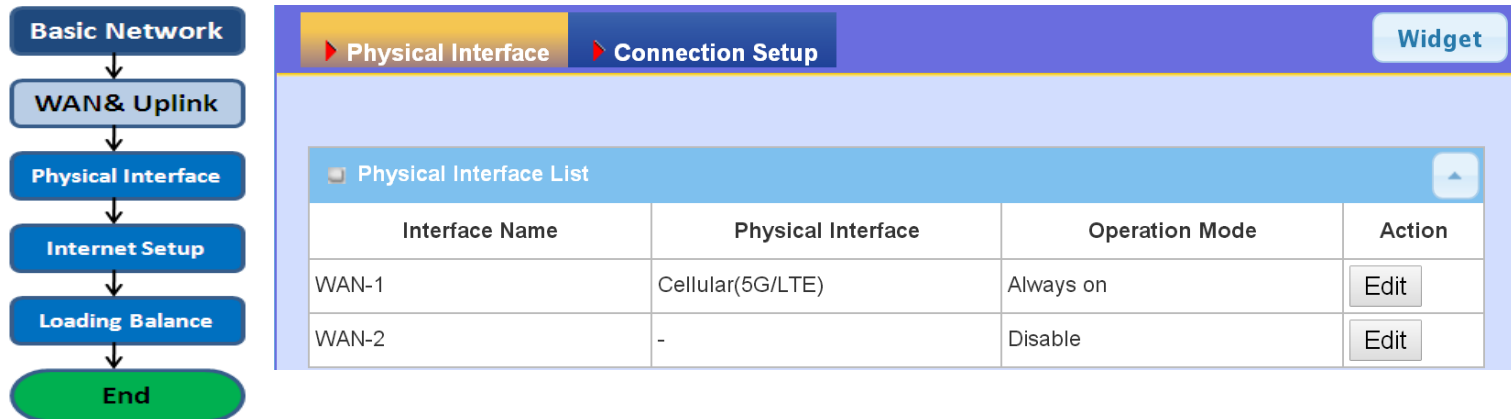 Basic Network
WAN& Uplink
Physical Interface
Internet Setup
Loading Balance
End
Physical Interface Connection Setup Widget
Physical Interface List
Interface Name Physical Interface Operation Mode Action
WAN-1 Cellular(5G/LTE) Always on Edit
WAN-2 - Disable Edit